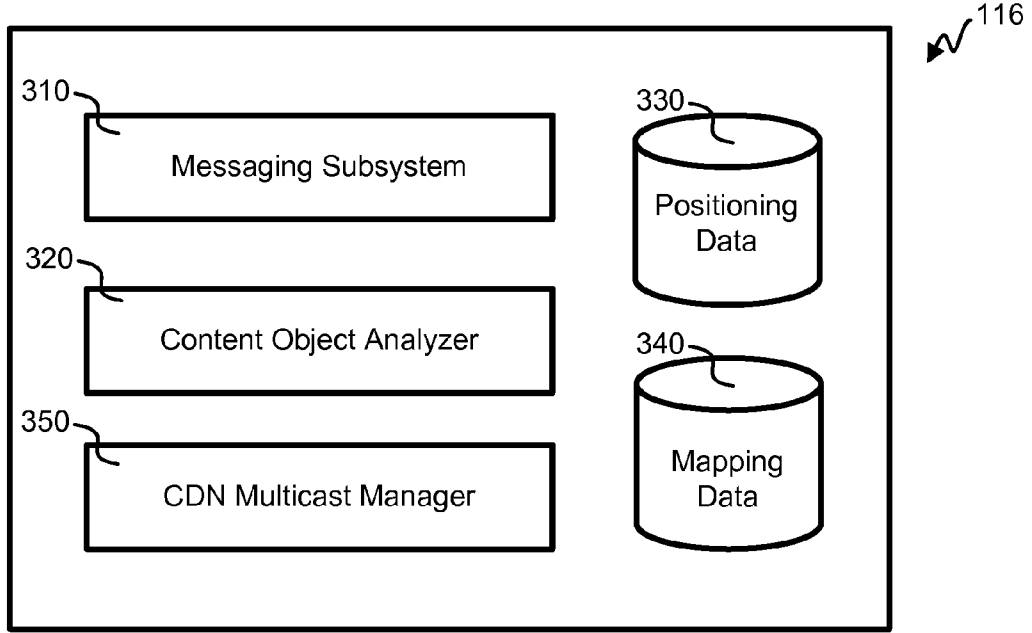 116
310
Messaging Subsystem
330
Positioning
Data
320
Content Object Analyzer
340
Mapping
Data
350
CDN Multicast Manager